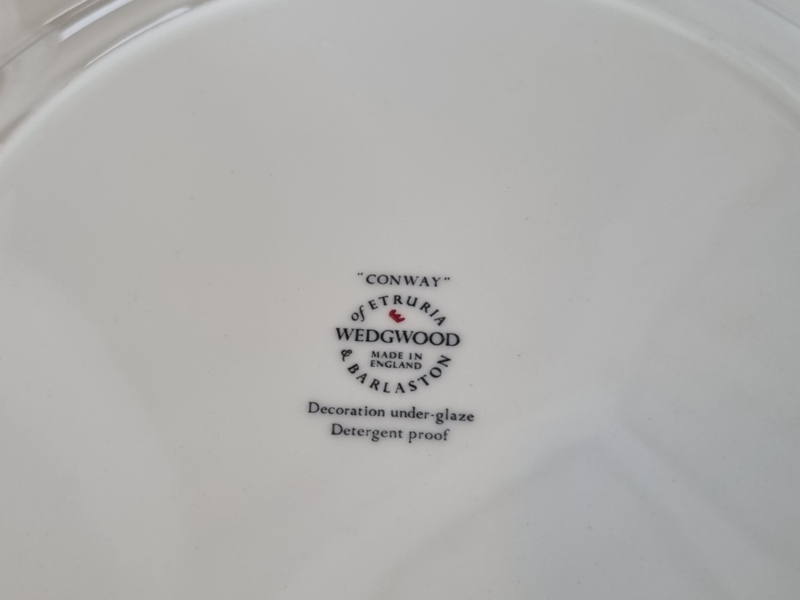 "CONWAY"
of ETRURIA
WEDGWOOD
MADE IN
ENGLAND
& BARLASTON
Decoration under-glaze
Detergent proof